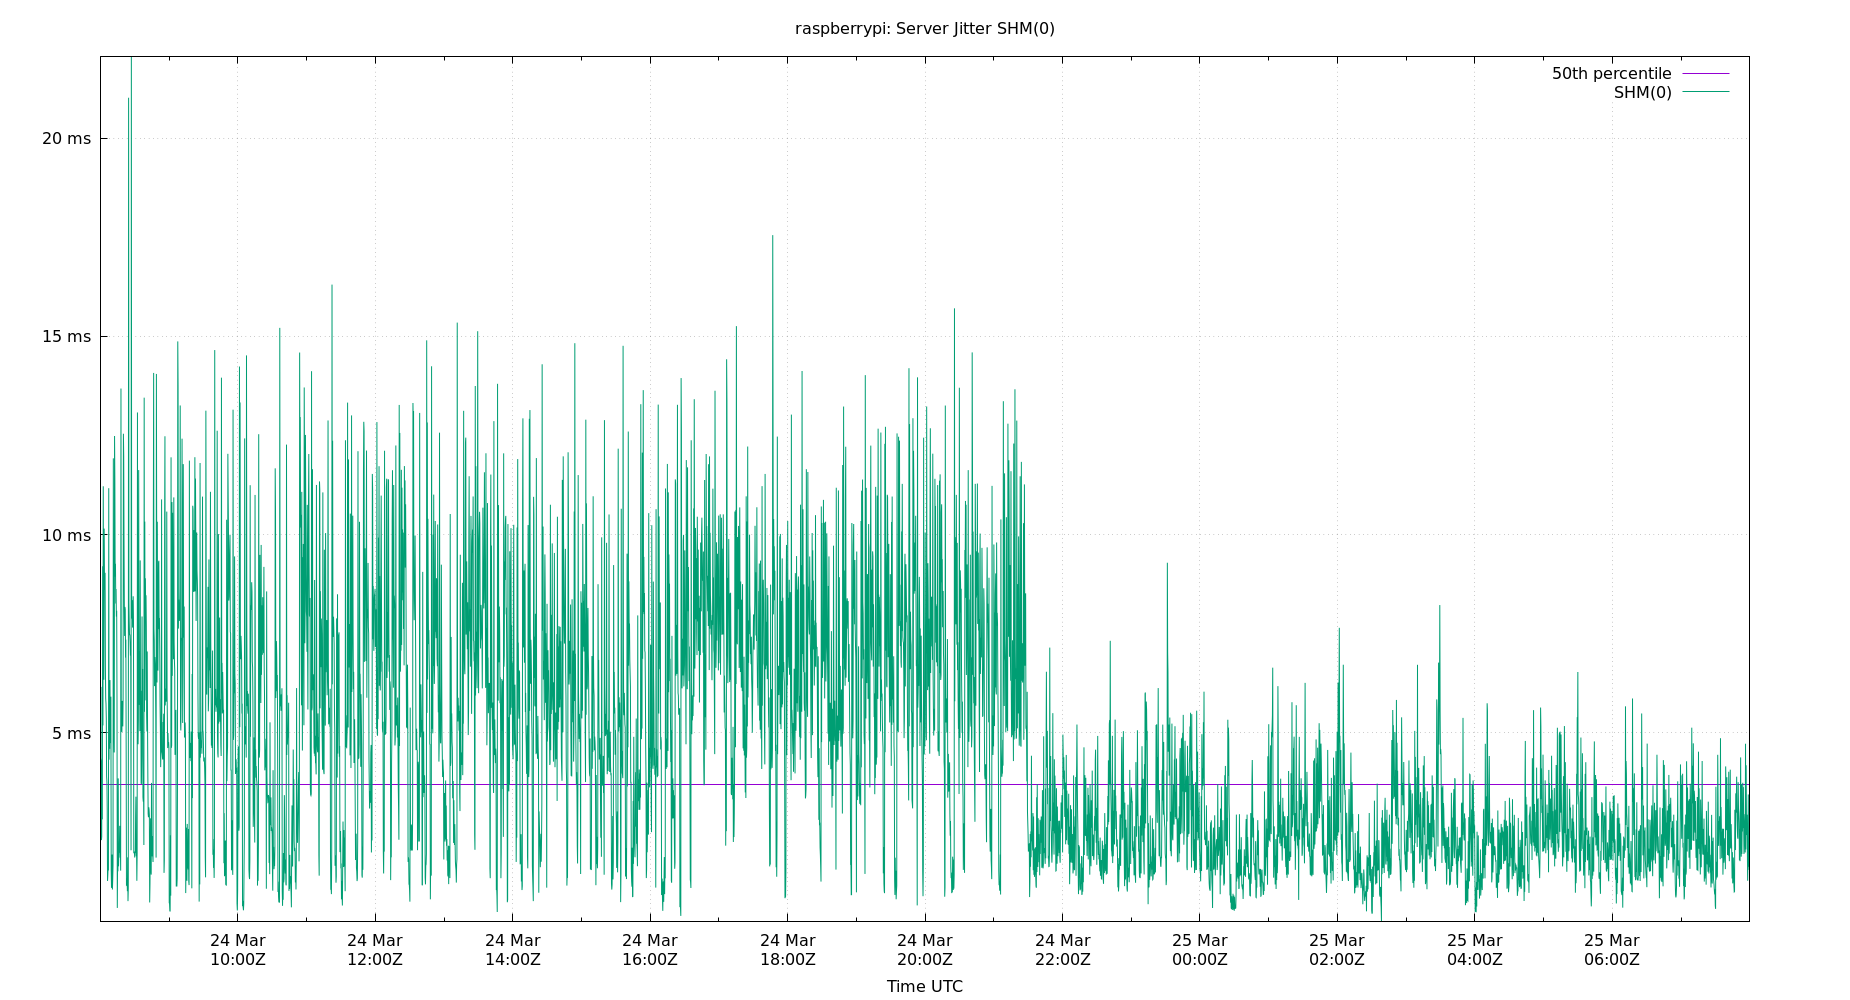 raspberrypi: Server Jitter SHM(0)
50th percentile
SHM(0)
20 ms
15 ms
10 ms
5 ms
24 Mar 24 Mar 24 Mar 24 Mar 24 Mar 24 Mar 24 Mar 25 Mar 25 Mar 25 Mar 25 Mar
10:00Z 12:00Z 14:00Z 16:00Z 18:00Z 20:00Z 22:00Z 00:00Z 02:00Z 04:00Z 06:00Z
Time UTC